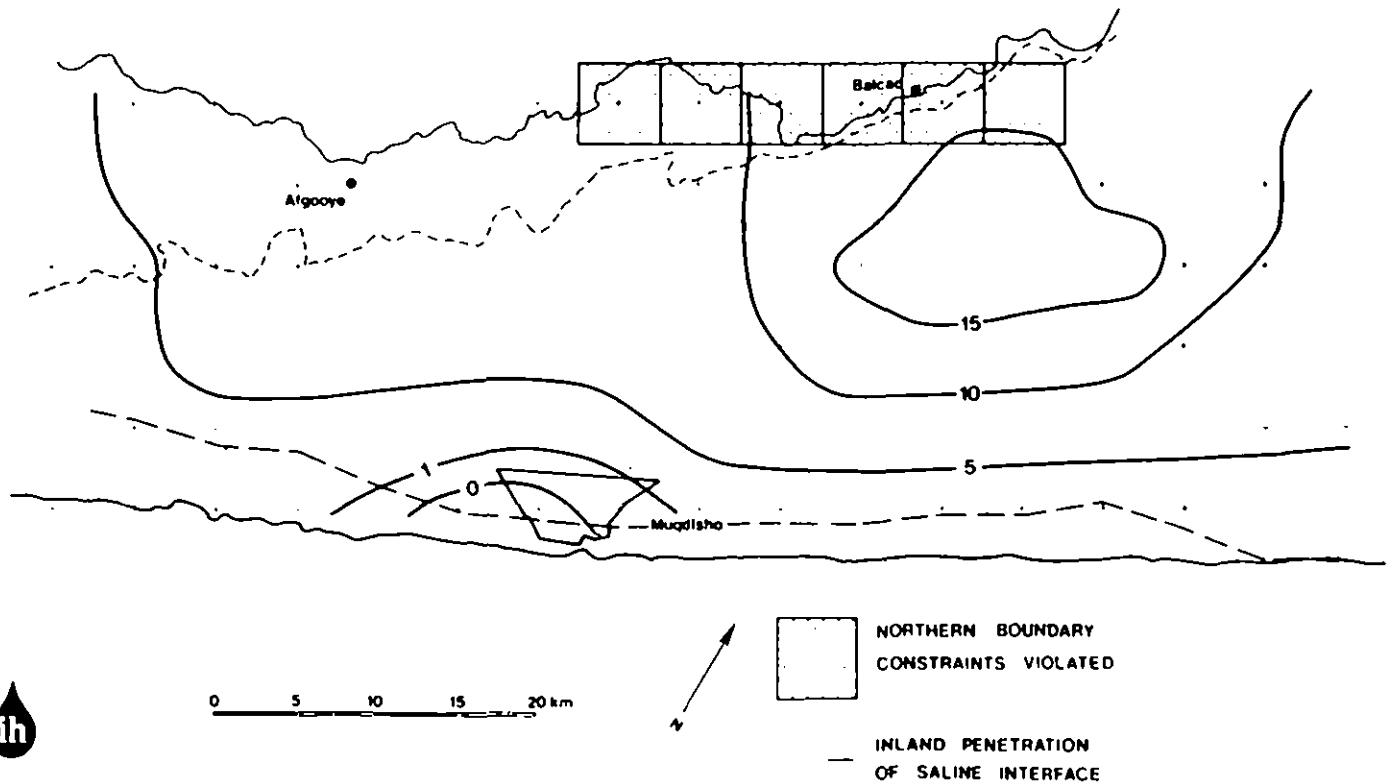 Balcad
Afgooye
15
10
5
1
0
Muqdisho
NORTHERN BOUNDARY
CONSTRAINTS VIOLATED
0 5 10 15 20 km
N
ih
INLAND PENETRATION
OF SALINE INTERFACE